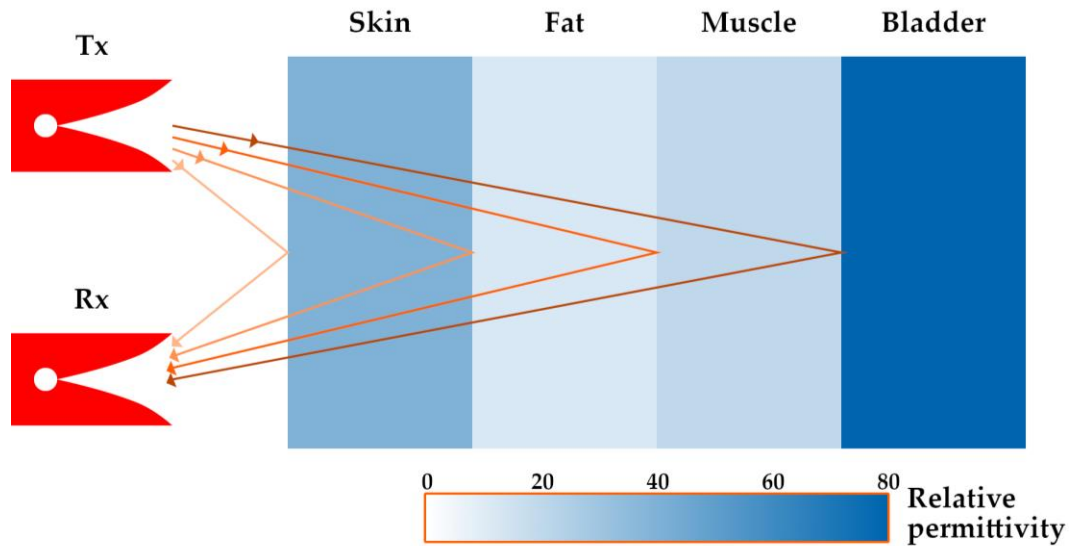 Tx
Skin Fat Muscle Bladder
Rx
0 20 40 60 80
Relative
permittivity